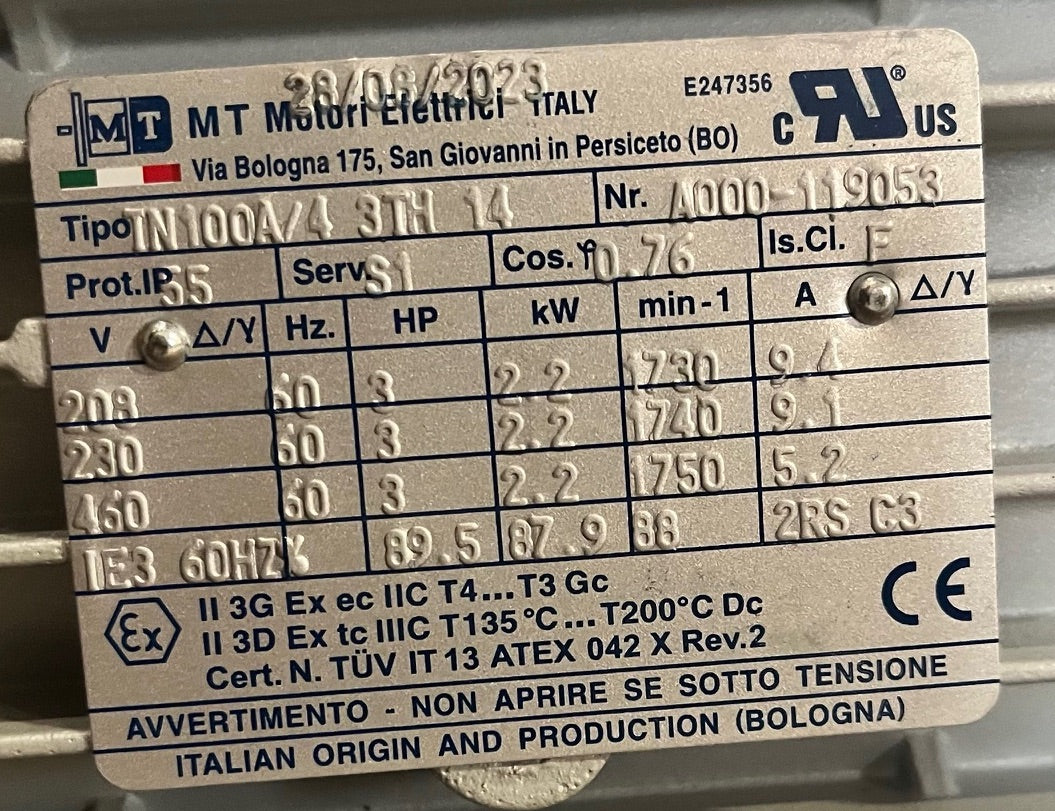 28/06/2023
MT MT Motori Elettrici ITALY E247356
Via Bologna 175, San Giovanni in Persiceto (BO) c RU ® US
Tipo TN100A/4 3TH 14 Nr. A000-119053
Prot.IP 55 Serv. S1 Cos.φ 0.76 Is.Cl. F
V Δ/Y Hz. HP kW min-1 A Δ/Y
208 60 3 2.2 1730 9.4
230 60 3 2.2 1740 9.1
460 60 3 2.2 1750 5.2
IE3 60HZ% 89.5 87.9 88 2RS C3
II 3G Ex ec IIC T4...T3 Gc CE
Ex II 3D Ex tc IIIC T135°C...T200°C Dc
Cert. N. TÜV IT 13 ATEX 042 X Rev.2
AVVERTIMENTO - NON APRIRE SE SOTTO TENSIONE
ITALIAN ORIGIN AND PRODUCTION (BOLOGNA)